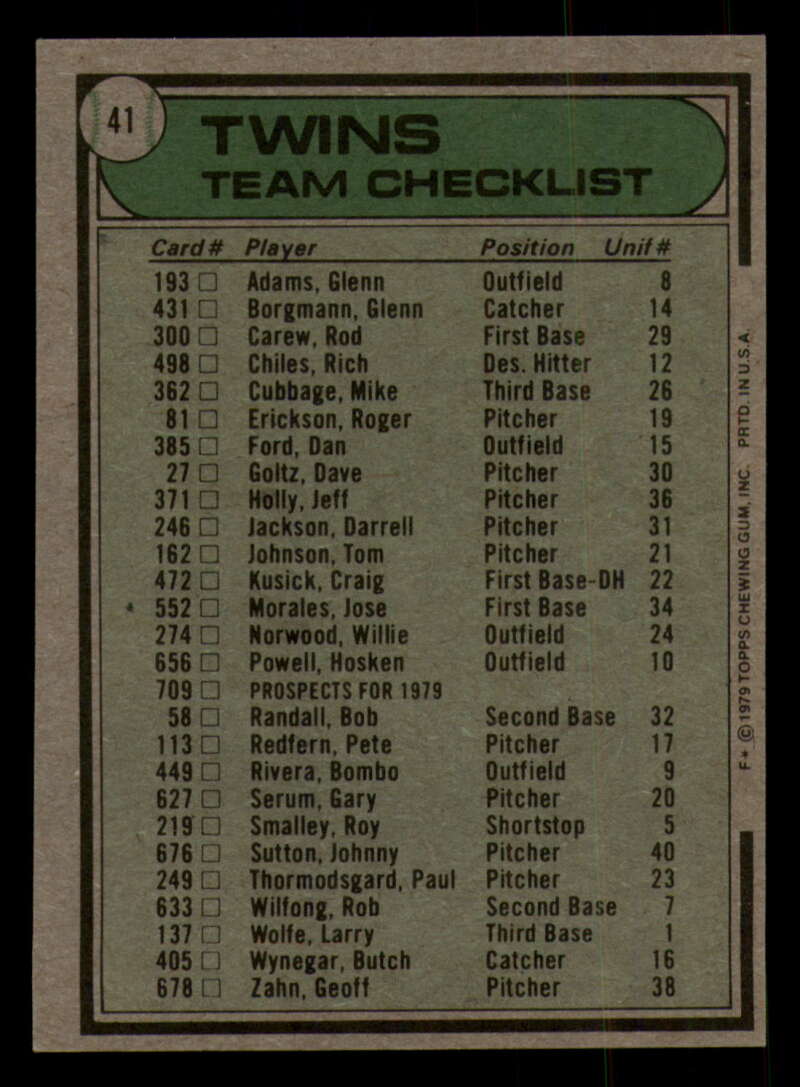 41
TWINS
TEAM CHECKLIST
Card# Player Position Unif#
193 Adams, Glenn Outfield 8
431 Borgmann, Glenn Catcher 14
300 Carew, Rod First Base 29
498 Chiles, Rich Des. Hitter 12
362 Cubbage, Mike Third Base 26
81 Erickson, Roger Pitcher 19
385 Ford, Dan Outfield 15
27 Goltz, Dave Pitcher 30
371 Holly, Jeff Pitcher 36
246 Jackson, Darrell Pitcher 31
162 Johnson, Tom Pitcher 21
472 Kusick, Craig First Base-DH 22
552 Morales, Jose First Base 34
274 Norwood, Willie Outfield 24
656 Powell, Hosken Outfield 10
709 PROSPECTS FOR 1979
58 Randall, Bob Second Base 32
113 Redfern, Pete Pitcher 17
449 Rivera, Bombo Outfield 9
627 Serum, Gary Pitcher 20
219 Smalley, Roy Shortstop 5
676 Sutton, Johnny Pitcher 40
249 Thormodsgard, Paul Pitcher 23
633 Wilfong, Rob Second Base 7
137 Wolfe, Larry Third Base 1
405 Wynegar, Butch Catcher 16
678 Zahn, Geoff Pitcher 38
F* © 1979 TOPPS CHEWING GUM, INC. PRTD. IN U.S.A.